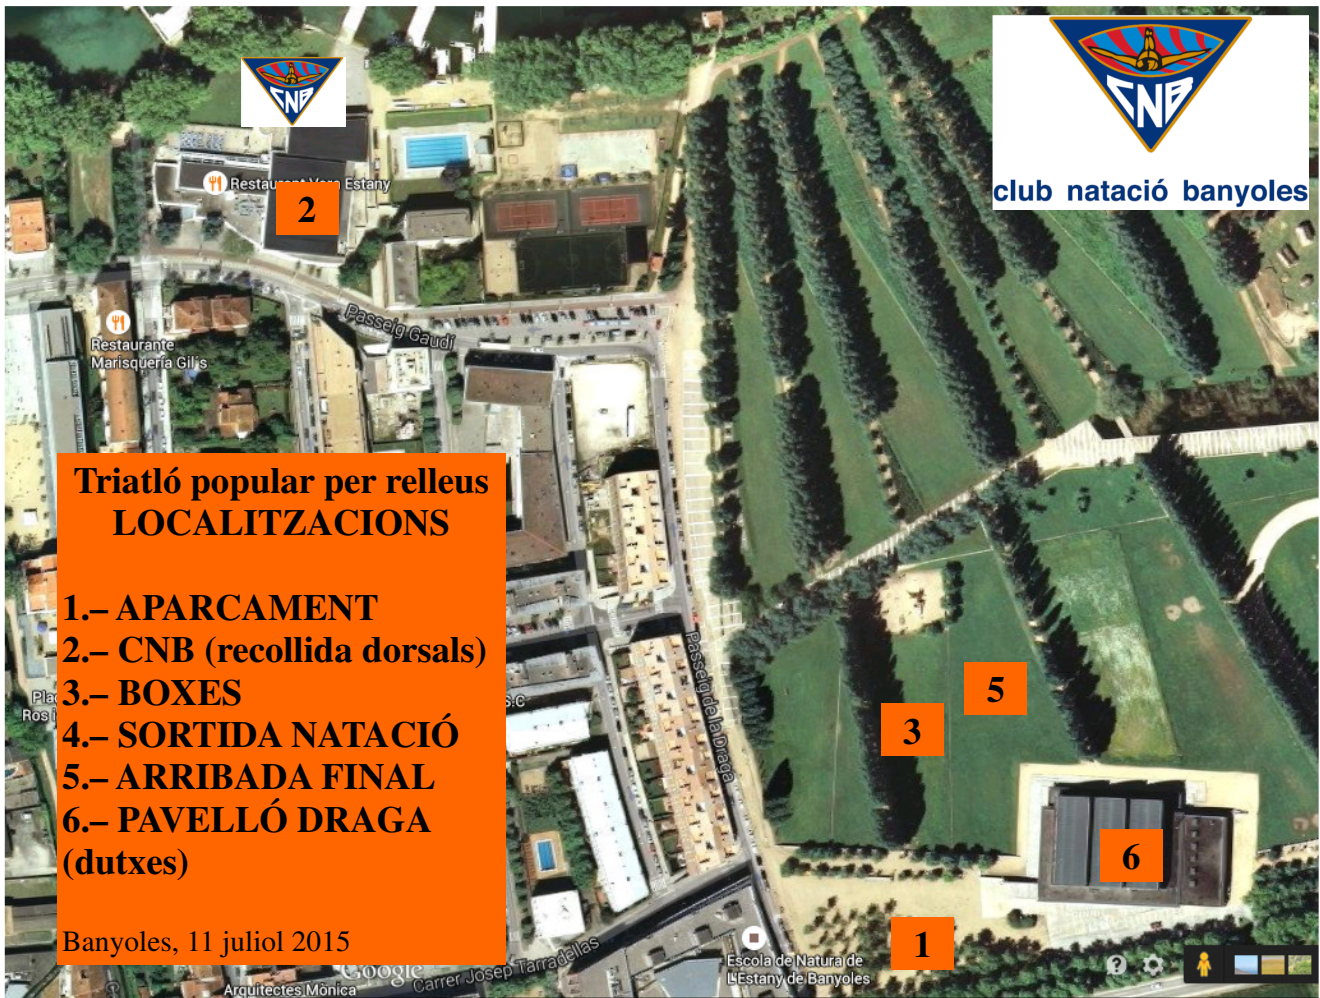 CNB
CNB
club natació banyoles
Restaurant Vora Estany
2
Passeig Gaudí
Restaurante
Marisquería Gil's
Triatló popular per relleus
LOCALITZACIONS
1.– APARCAMENT
2.– CNB (recollida dorsals)
3.– BOXES
4.– SORTIDA NATACIÓ
5.– ARRIBADA FINAL
6.– PAVELLÓ DRAGA
(dutxes)
Banyoles, 11 juliol 2015
Passeig de la Draga
5
3
6
1
Escola de Natura de
L'Estany de Banyoles
Google
Carrer Josep Tarradellas
Arquitectes Mònica